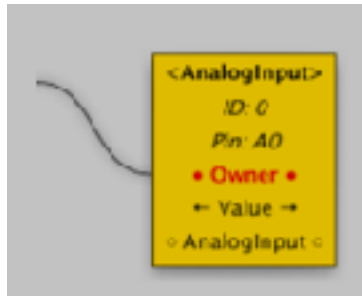 <AnalogInput>
ID: 0
Pin: A0
• Owner •
← Value →
○ AnalogInput ○